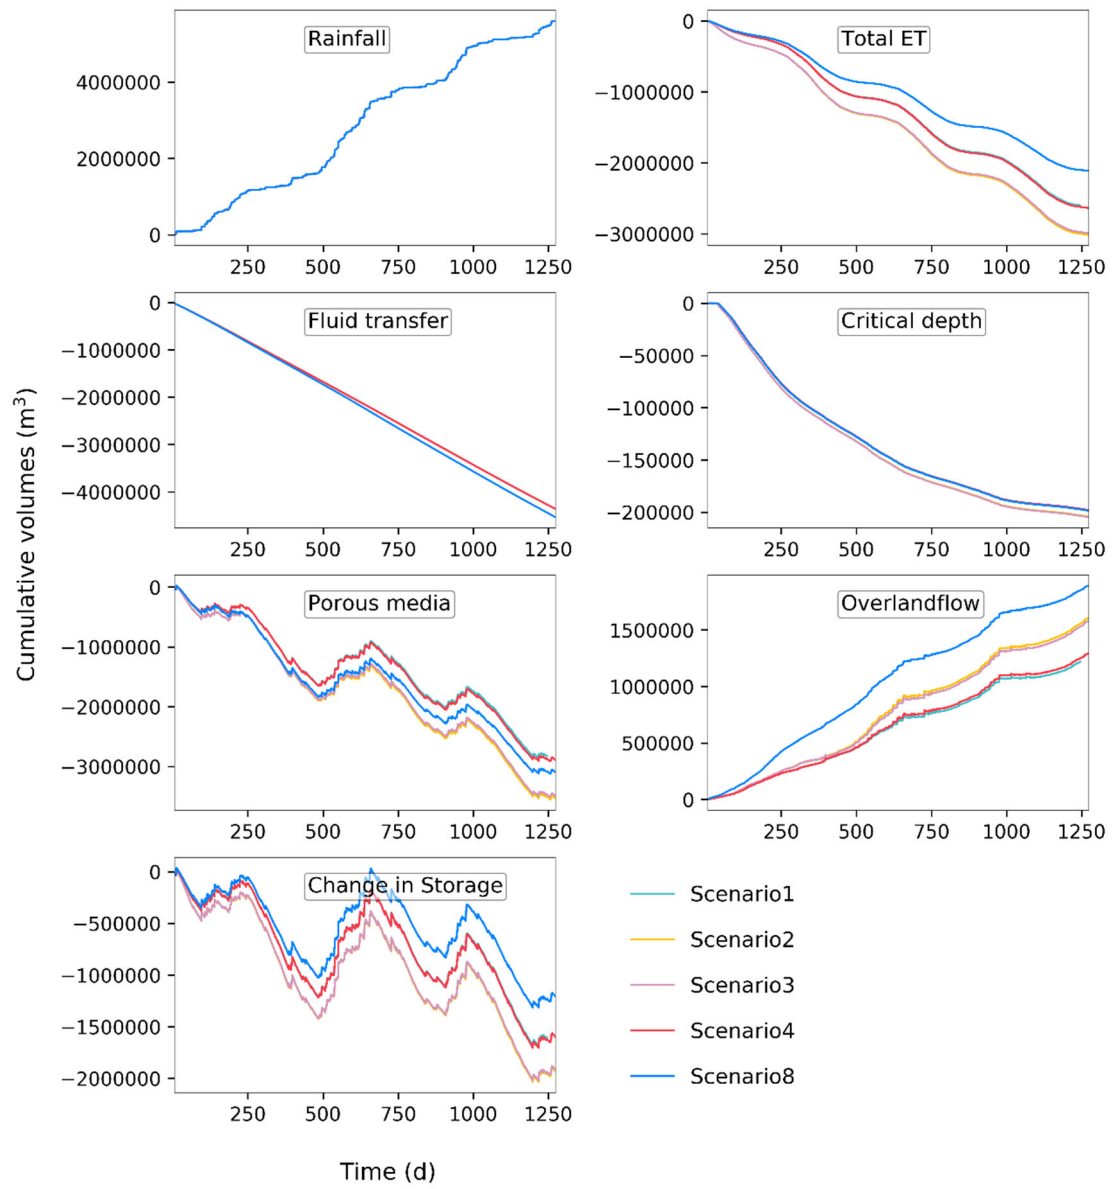 Cumulative volumes (m³)
Rainfall
4000000
2000000
0
250 500 750 1000 1250
Total ET
0
−1000000
−2000000
−3000000
250 500 750 1000 1250
Fluid transfer
0
−1000000
−2000000
−3000000
−4000000
250 500 750 1000 1250
Critical depth
0
−50000
−100000
−150000
−200000
250 500 750 1000 1250
Porous media
0
−1000000
−2000000
−3000000
250 500 750 1000 1250
Overlandflow
1500000
1000000
500000
0
250 500 750 1000 1250
Change in Storage
0
−500000
−1000000
−1500000
−2000000
250 500 750 1000 1250
Scenario1
Scenario2
Scenario3
Scenario4
Scenario8
Time (d)